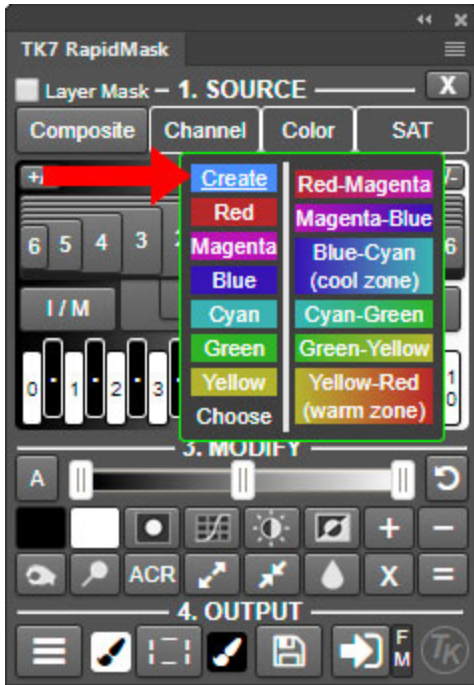 TK7 RapidMask
Layer Mask
1. SOURCE
X
Composite
Channel
Color
SAT
+/
/-
Create
Red
Magenta
Blue
Cyan
Green
Yellow
Choose
Red-Magenta
Magenta-Blue
Blue-Cyan
(cool zone)
Cyan-Green
Green-Yellow
Yellow-Red
(warm zone)
6 5 4 3
6
I / M
0 1 2 3
10
3. MODIFY
A
+ −
ACR
X =
4. OUTPUT
F
M
TK